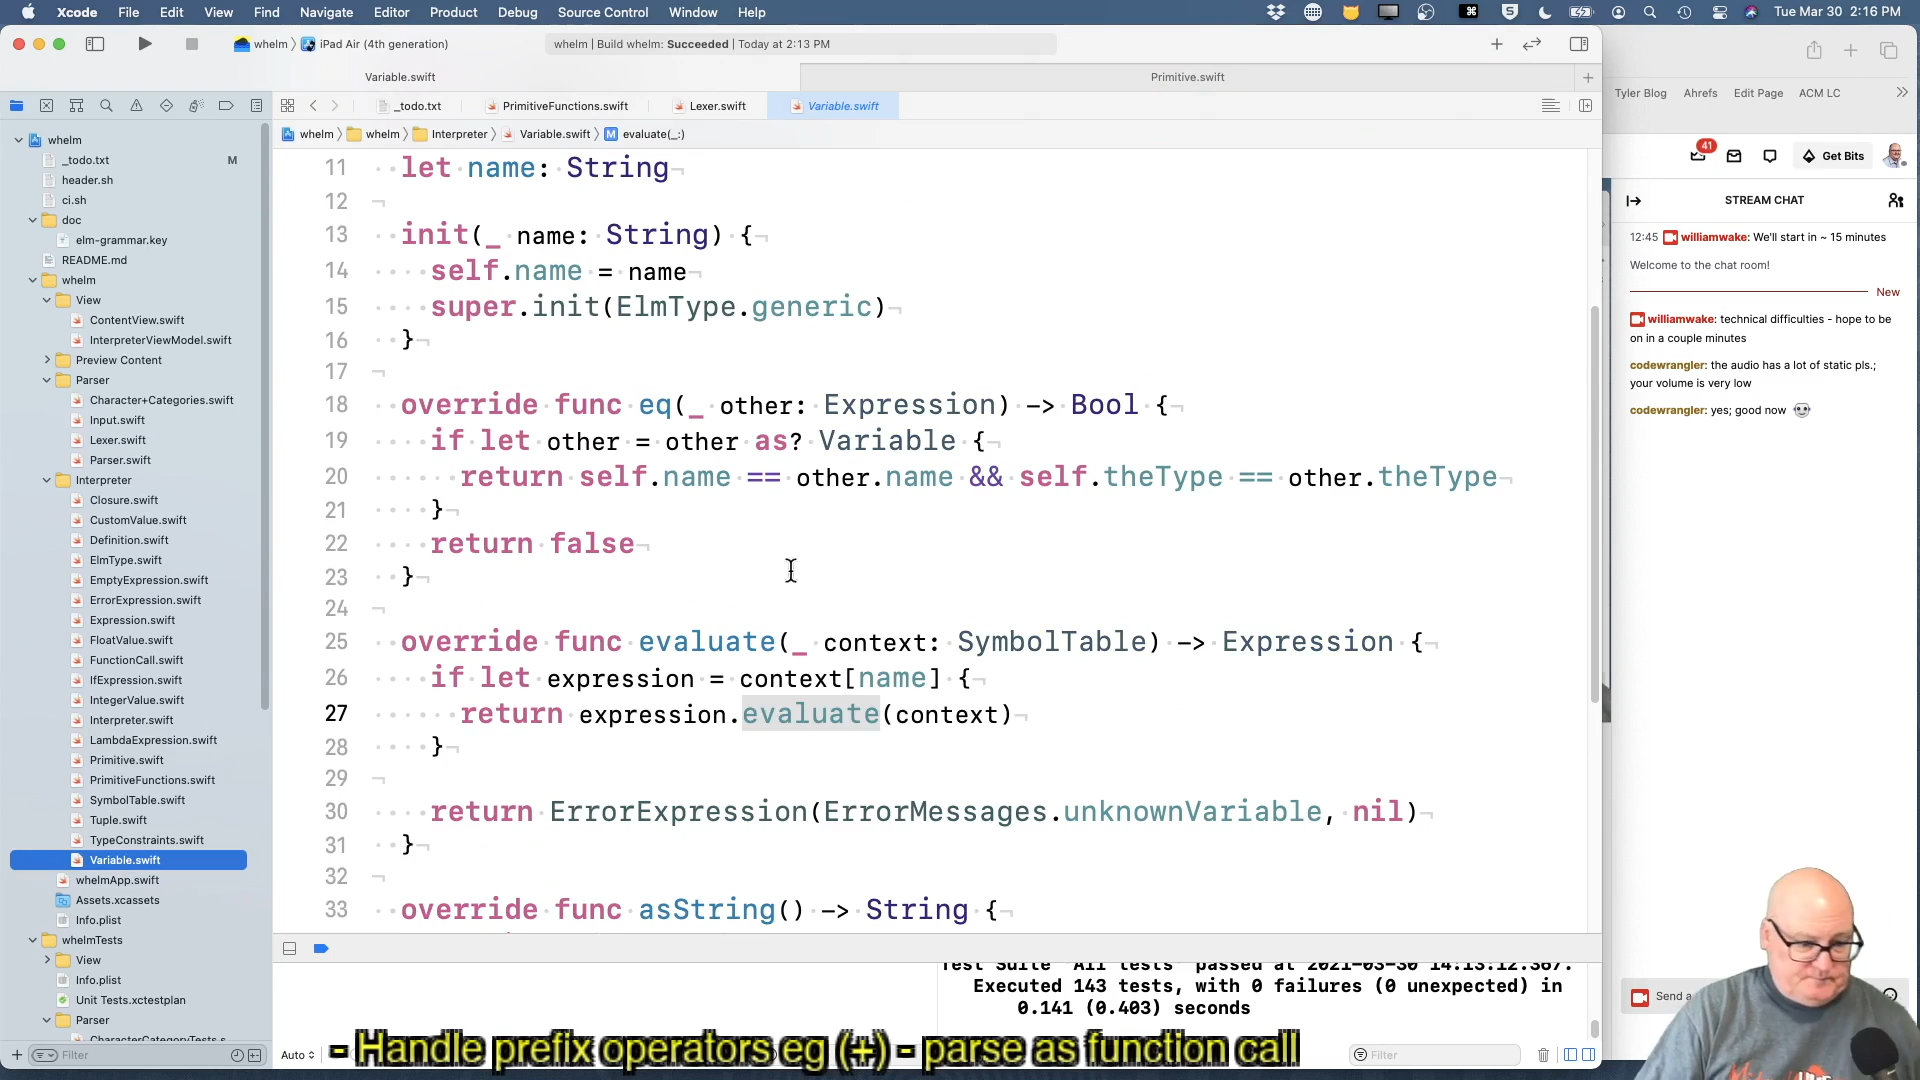 Xcode File Edit View Find Navigate Editor Product Debug Source Control Window Help
Tue Mar 30 2:16 PM
whelm iPad Air (4th generation)
whelm | Build whelm: Succeeded | Today at 2:13 PM
Variable.swift
Primitive.swift
_todo.txt
PrimitiveFunctions.swift
Lexer.swift
Variable.swift
whelm whelm Interpreter Variable.swift M evaluate(_:)
whelm
_todo.txt M
header.sh
ci.sh
doc
elm-grammar.key
README.md
whelm
View
ContentView.swift
InterpreterViewModel.swift
Preview Content
Parser
Character+Categories.swift
Input.swift
Lexer.swift
Parser.swift
Interpreter
Closure.swift
CustomValue.swift
Definition.swift
ElmType.swift
EmptyExpression.swift
ErrorExpression.swift
Expression.swift
FloatValue.swift
FunctionCall.swift
IfExpression.swift
IntegerValue.swift
Interpreter.swift
LambdaExpression.swift
Primitive.swift
PrimitiveFunctions.swift
SymbolTable.swift
Tuple.swift
TypeConstraints.swift
Variable.swift
whelmApp.swift
Assets.xcassets
Info.plist
whelmTests
View
Info.plist
Unit Tests.xctestplan
Parser
Filter
11 let name: String
12
13 init(_ name: String) {
14 self.name = name
15 super.init(ElmType.generic)
16 }
17
18 override func eq(_ other: Expression) -> Bool {
19 if let other = other as? Variable {
20 return self.name == other.name && self.theType == other.theType
21 }
22 return false
23 }
24
25 override func evaluate(_ context: SymbolTable) -> Expression {
26 if let expression = context[name] {
27 return expression.evaluate(context)
28 }
29
30 return ErrorExpression(ErrorMessages.unknownVariable, nil)
31 }
32
33 override func asString() -> String {
Test Suite 'All tests' passed at 2021-03-30 14:13:12.367.
Executed 143 tests, with 0 failures (0 unexpected) in
0.141 (0.403) seconds
Auto
Filter
- Handle prefix operators eg (+) - parse as function call
Tyler Blog Ahrefs Edit Page ACM LC
41
Get Bits
STREAM CHAT
12:45 williamwake: We'll start in ~ 15 minutes
Welcome to the chat room!
New
williamwake: technical difficulties - hope to be
on in a couple minutes
codewrangler: the audio has a lot of static pls.;
your volume is very low
codewrangler: yes; good now
Send a